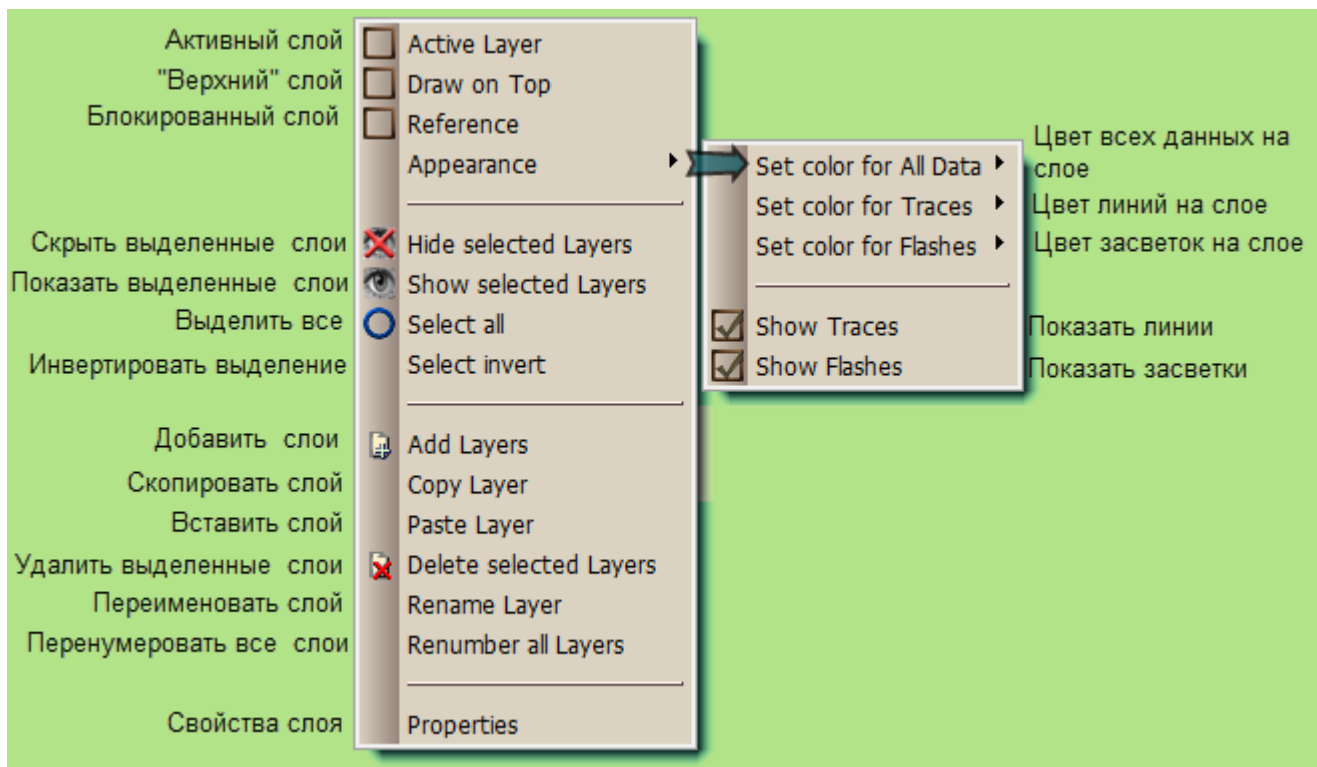 Активный слой Active Layer
"Верхний" слой Draw on Top
Блокированный слой Reference
Appearance
Скрыть выделенные слои Hide selected Layers
Показать выделенные слои Show selected Layers
Выделить все Select all
Инвертировать выделение Select invert
Добавить слои Add Layers
Скопировать слой Copy Layer
Вставить слой Paste Layer
Удалить выделенные слои Delete selected Layers
Переименовать слой Rename Layer
Перенумеровать все слои Renumber all Layers
Свойства слоя Properties
Set color for All Data Цвет всех данных на
слое
Set color for Traces Цвет линий на слое
Set color for Flashes Цвет засветок на слое
Show Traces Показать линии
Show Flashes Показать засветки